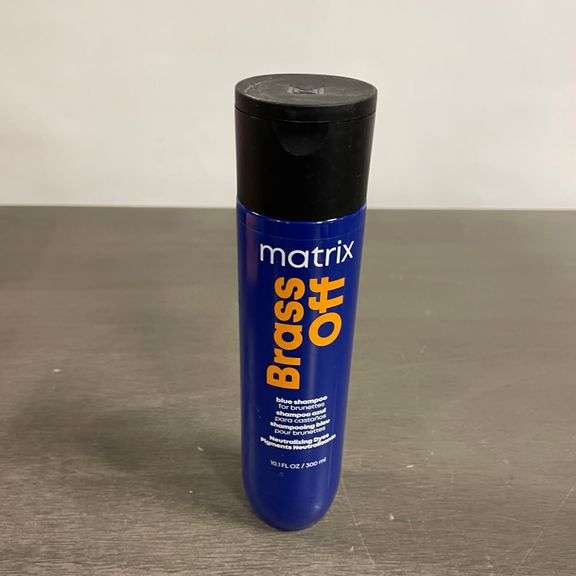 matrix
Brass
Off
blue shampoo
for brunettes
shampoo azul
para castaños
shampooing bleu
pour brunettes
Neutralizing Dyes
Pigments Neutralisants
10.1 FL OZ / 300 ml